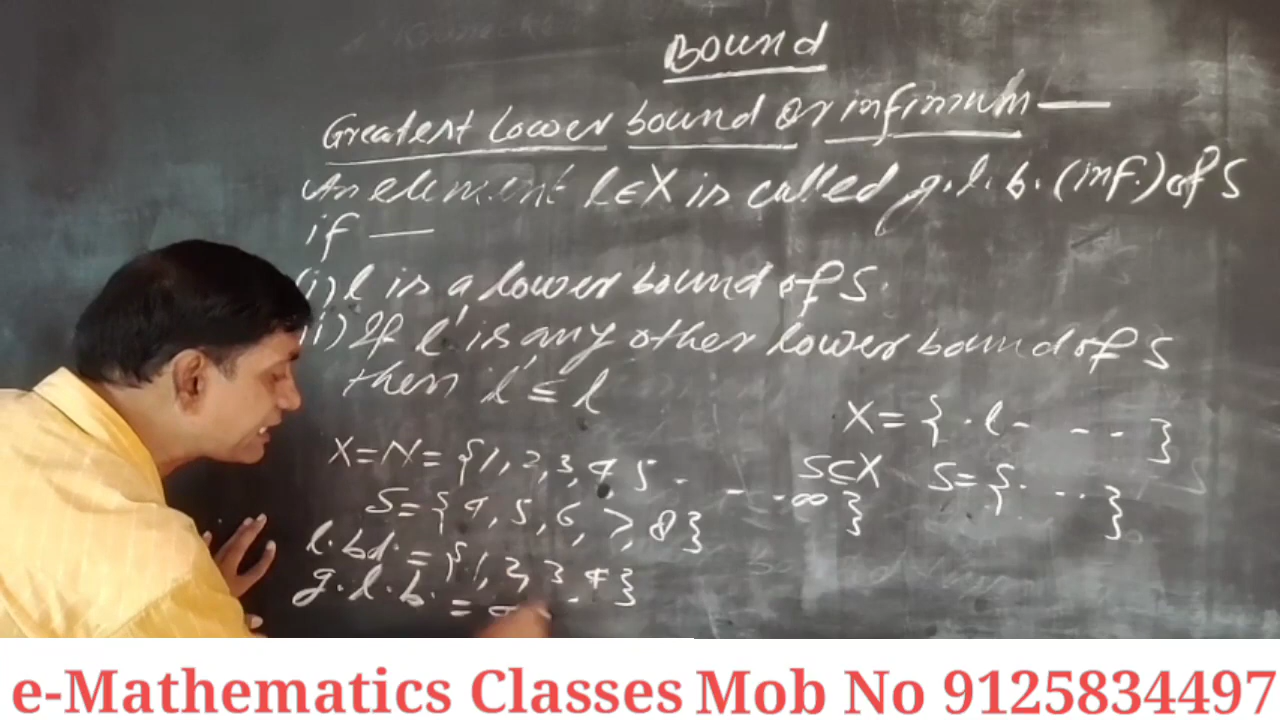 Bound
Greatest Lower bound or infimum —
An element l∈X is called g.l.b. (inf.) of S
if —
(i) l is a lower bound of S.
ii) If l' is any other lower bound of S
then l' ≤ l
X = { . l - - - - }
S⊆X S = { . - - - }
X = N = {1, 2, 3, 4, 5 - - - ∞ }
S = {4, 5, 6, 7, 8}
l. bd. = {1, 2, 3, 4}
g.l.b. =
e-Mathematics Classes Mob No 9125834497